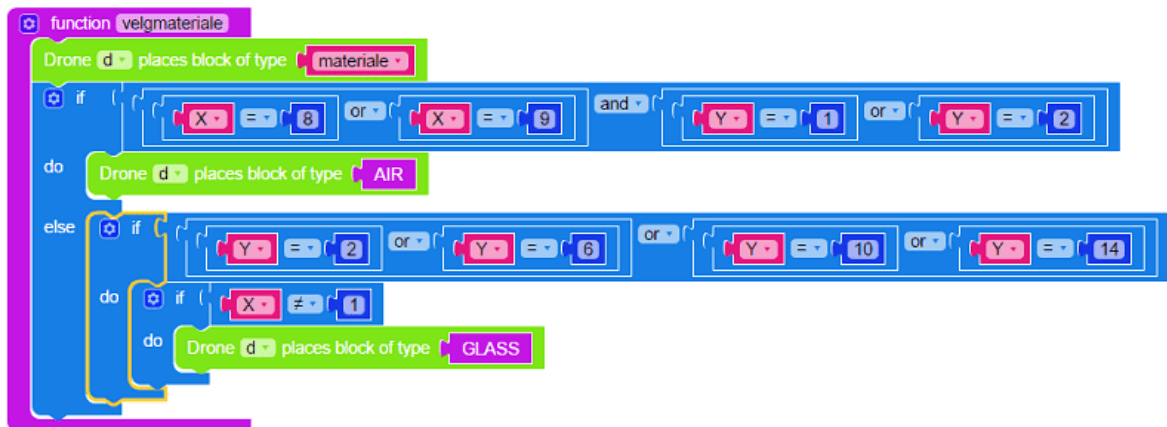 function velgmateriale
Drone d places block of type materiale
if X = 8 or X = 9 and Y = 1 or Y = 2
do Drone d places block of type AIR
else if Y = 2 or Y = 6 or Y = 10 or Y = 14
do if X ≠ 1
do Drone d places block of type GLASS